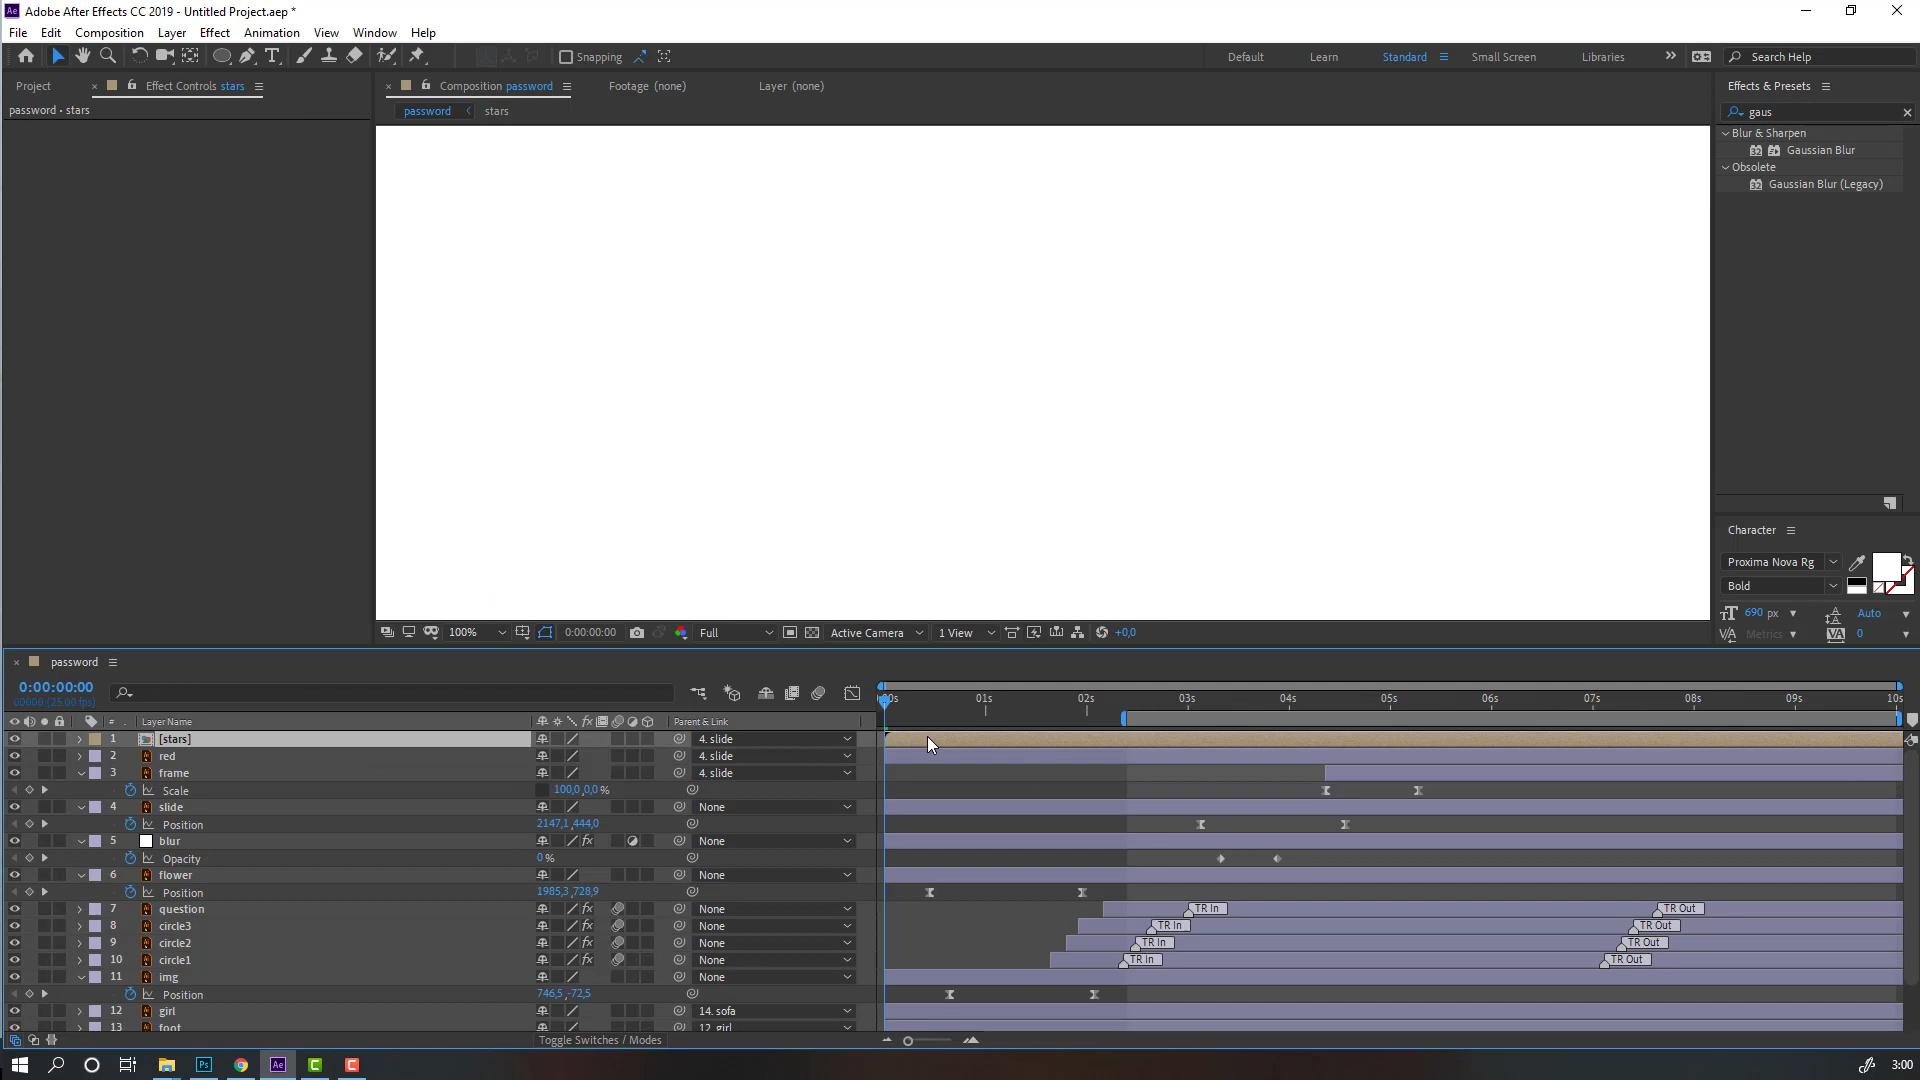 Adobe After Effects CC 2019 - Untitled Project.aep *
File Edit Composition Layer Effect Animation View Window Help
Snapping
Default Learn Standard Small Screen Libraries Search Help
Project Effect Controls stars Composition password Footage (none) Layer (none) Effects & Presets
password • stars password stars gaus
Blur & Sharpen
Gaussian Blur
Obsolete
Gaussian Blur (Legacy)
Character
Proxima Nova Rg
Bold
690 px Auto
Metrics 0
100% 0:00:00:00 Full Active Camera 1 View +0,0
password
0:00:00:00
00000 (25.00 fps)
01s 02s 03s 04s 05s 06s 07s 08s 09s 10s
# Layer Name Parent & Link
1 [stars] 4. slide
2 red 4. slide
3 frame 4. slide
Scale 100,0,0,0 %
4 slide None
Position 2147,1,444,0
5 blur None
Opacity 0 %
6 flower None
Position 1985,3,728,9
7 question None TR In TR Out
8 circle3 None TR In TR Out
9 circle2 None TR In TR Out
10 circle1 None TR In TR Out
11 img None
Position 746,5,-72,5
12 girl 14. sofa
13 foot 12. girl
Toggle Switches / Modes
3:00